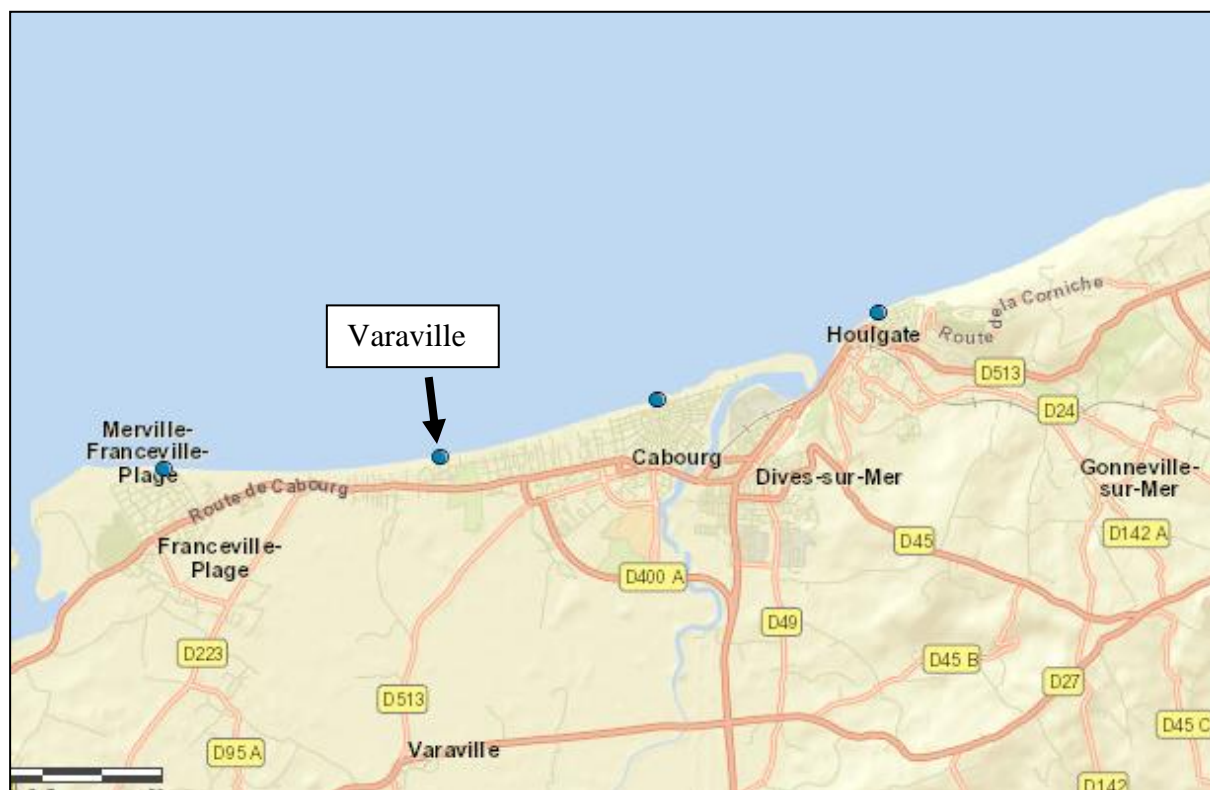 Varaville
Houlgate
Route de la Corniche
D513
D24
Merville-
Franceville-
Plage
Cabourg
Dives-sur-Mer
Gonneville-
sur-Mer
Route de Cabourg
Franceville-
Plage
D45
D142 A
D400 A
D49
D223
D45 B
D513
D27
D45 C
D95 A
Varaville
D142